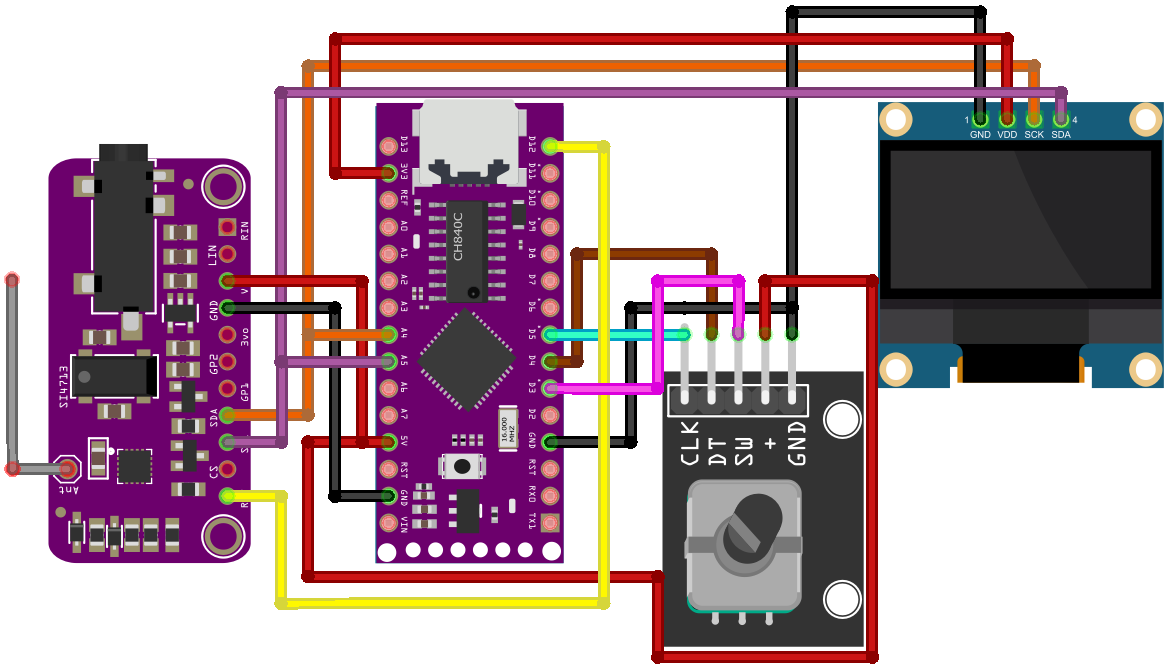 1
4
GND VDD SCK SDA
RIN
LIN
V
GND
3vo
GP2
GP1
SDA
S
CS
R
SI4713
Ant
D13
3V3
REF
A0
A1
A2
A3
A4
A5
A6
A7
5V
RST
GND
VIN
CH840C
16.000
MHZ
D12
D11
D10
D9
D8
D7
D6
D5
D4
D3
D2
GND
RST
RX0
TX1
CLK
DT
SW
+
GND